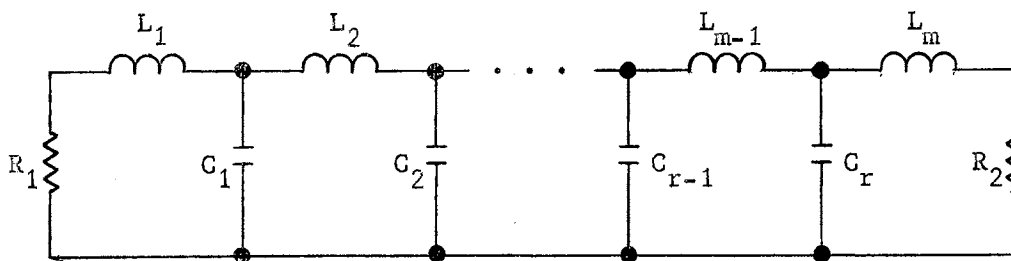 L₁ L₂ . . . Lₘ₋₁ Lₘ
R₁ C₁ C₂ Cᵣ₋₁ Cᵣ R₂